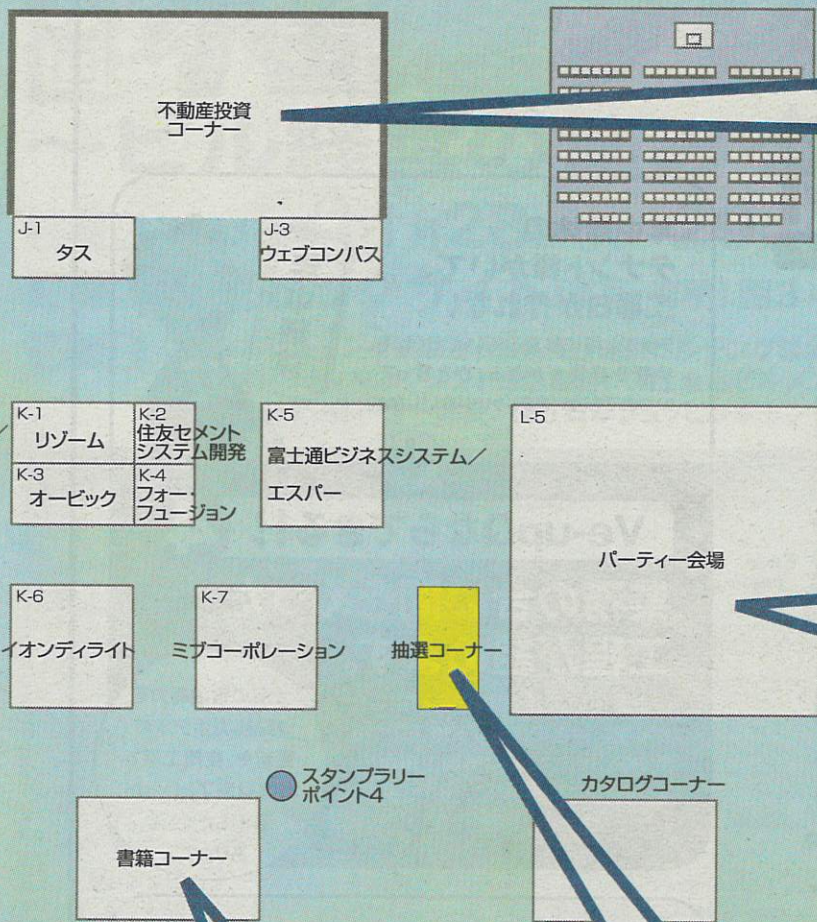 不動産投資
コーナー
J-1
タス
J-3
ウェブコンパス
K-1
リゾーム
K-2
住友セメント
システム開発
K-3
オービック
K-4
フォー・
フュージョン
K-5
富士通ビジネスシステム／
エスパー
L-5
パーティー会場
K-6
イオンディライト
K-7
ミブコーポレーション
抽選コーナー
スタンプラリー
ポイント4
カタログコーナー
書籍コーナー